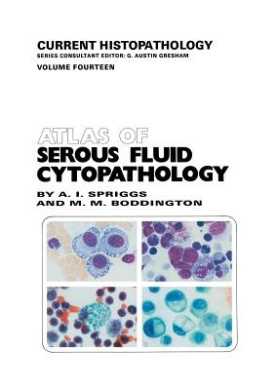 CURRENT HISTOPATHOLOGY
SERIES CONSULTANT EDITOR: G. AUSTIN GRESHAM
VOLUME FOURTEEN
ATLAS OF
SEROUS FLUID
CYTOPATHOLOGY
BY A. I. SPRIGGS
AND M. M. BODDINGTON